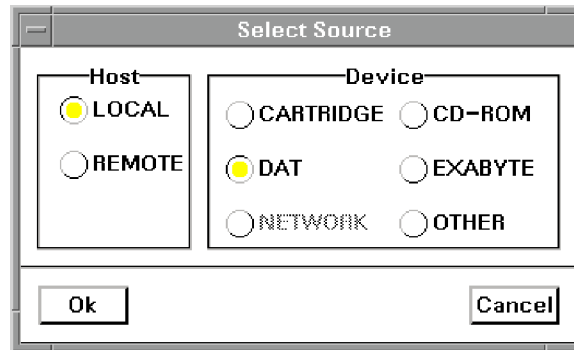 Select Source
Host
LOCAL
REMOTE
Device
CARTRIDGE CD-ROM
DAT EXABYTE
NETWORK OTHER
Ok Cancel